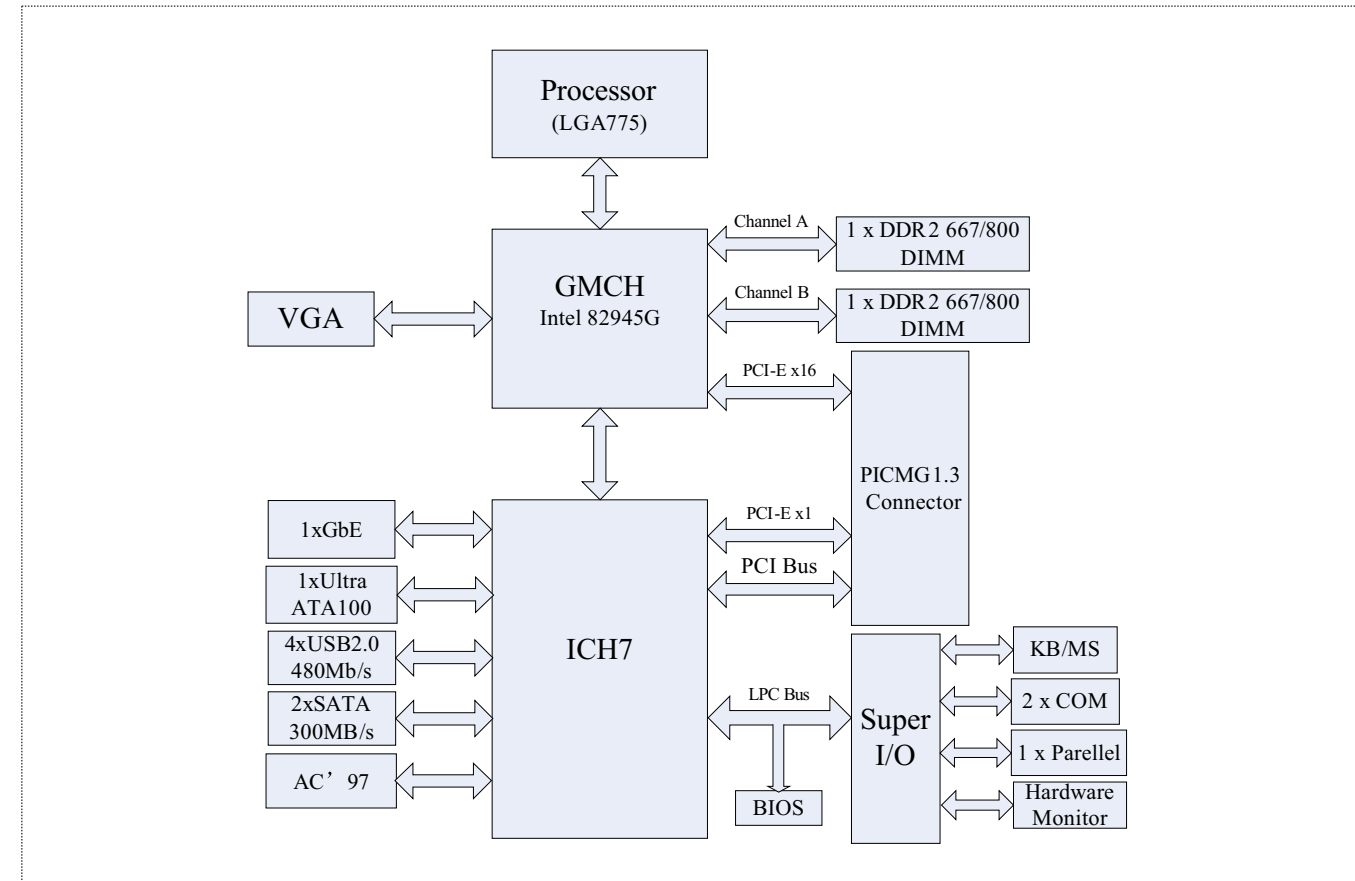 Processor
(LGA775)
GMCH
Intel 82945G
VGA
Channel A
1 x DDR2 667/800
DIMM
Channel B
1 x DDR2 667/800
DIMM
PCI-E x16
PICMG1.3
Connector
PCI-E x1
PCI Bus
ICH7
1xGbE
1xUltra
ATA100
4xUSB2.0
480Mb/s
2xSATA
300MB/s
AC’97
LPC Bus
BIOS
Super
I/O
KB/MS
2 x COM
1 x Parellel
Hardware
Monitor